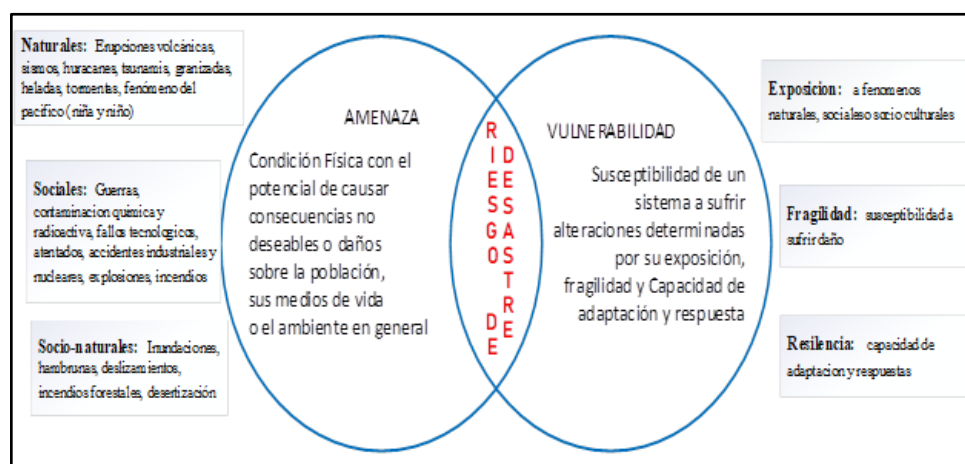 Naturales: Erupciones volcánicas,
sismos, huracanes, tsunamis, granizadas,
heladas, tormentas, fenómeno del
pacífico (niña y niño)
Sociales: Guerras,
contaminacion quimica y
radioactiva, fallos tecnologicos,
atentados, accidentes industriales y
nucleares, explosiones, incendios
Socio-naturales: Inundaciones,
hambrunas, deslizamientos,
incendios forestales, desertización
AMENAZA
Condición Física con el
potencial de causar
consecuencias no
deseables o daños
sobre la población,
sus medios de vida
o el ambiente en general
RIESGO DE
DESASTRE
VULNERABILIDAD
Susceptibilidad de un
sistema a sufrir
alteraciones determinadas
por su exposición,
fragilidad y Capacidad de
adaptación y respuesta
Exposicion: a fenomenos
naturales, socialeso socio culturales
Fragilidad: susceptibilidad a
sufrir daño
Resilencia: capacidad de
adaptacion y respuestas